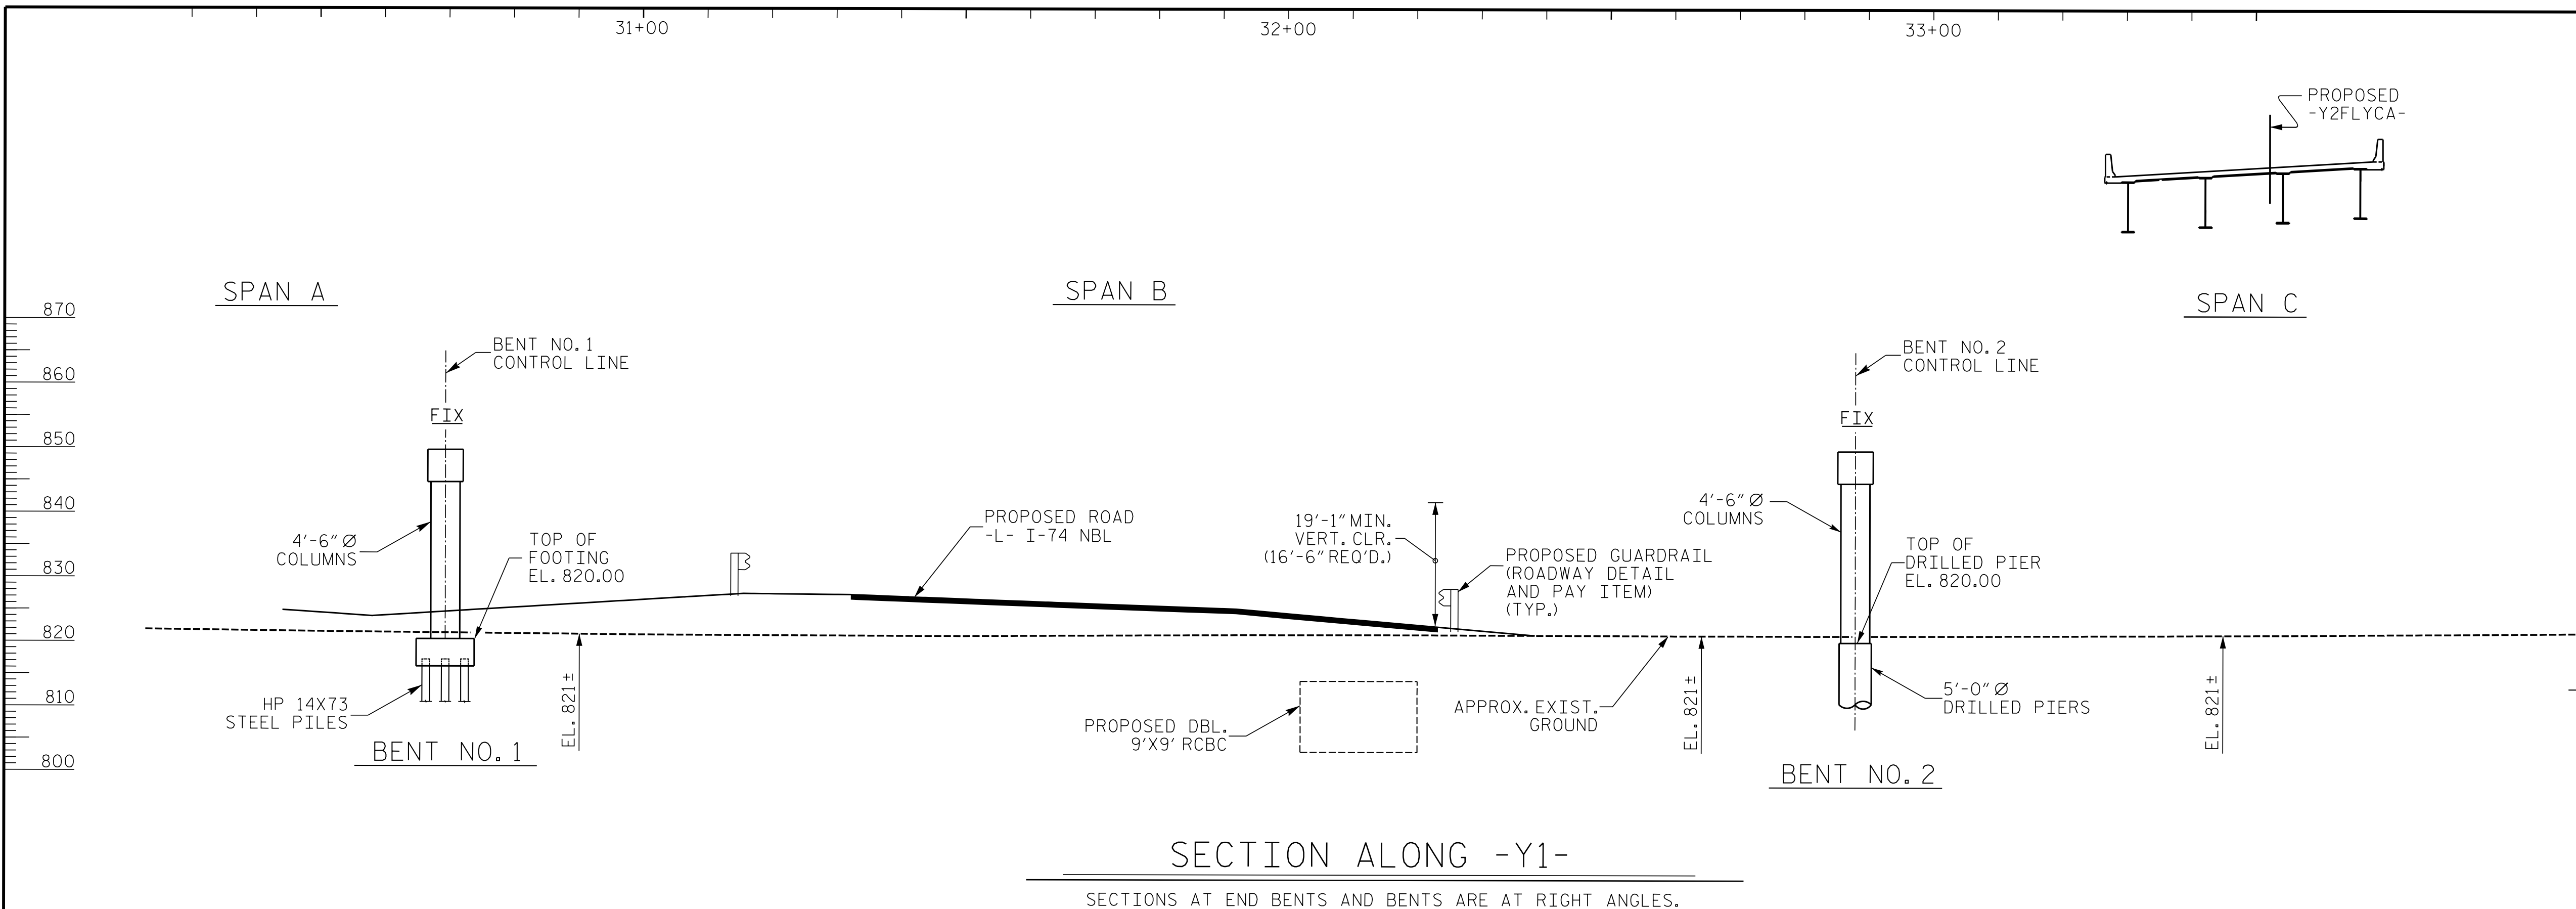 31+00
32+00
33+00
PROPOSED
-Y2FLYCA-
SPAN A
SPAN B
SPAN C
870
860
850
840
830
820
810
800
BENT NO. 1
CONTROL LINE
FIX
4'-6" Ø
COLUMNS
TOP OF
FOOTING
EL. 820.00
HP 14X73
STEEL PILES
BENT NO. 1
EL. 821±
PROPOSED ROAD
-L- I-74 NBL
19'-1" MIN.
VERT. CLR.
(16'-6" REQ'D.)
PROPOSED GUARDRAIL
(ROADWAY DETAIL
AND PAY ITEM)
(TYP.)
PROPOSED DBL.
9'X9' RCBC
APPROX. EXIST.
GROUND
EL. 821±
BENT NO. 2
CONTROL LINE
FIX
4'-6" Ø
COLUMNS
TOP OF
DRILLED PIER
EL. 820.00
5'-0" Ø
DRILLED PIERS
BENT NO. 2
EL. 821±
SECTION ALONG -Y1-
SECTIONS AT END BENTS AND BENTS ARE AT RIGHT ANGLES.